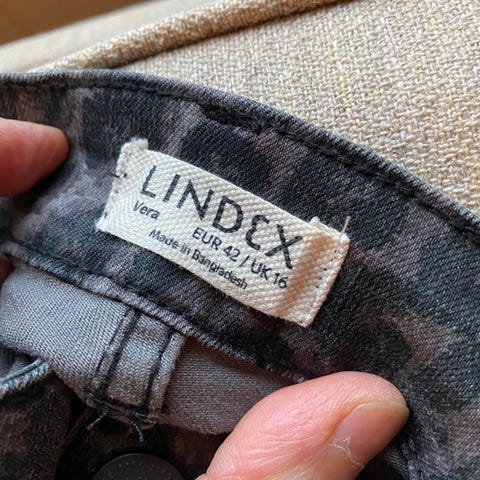 LINDEX
Vera
EUR 42 / UK 16
Made in Bangladesh